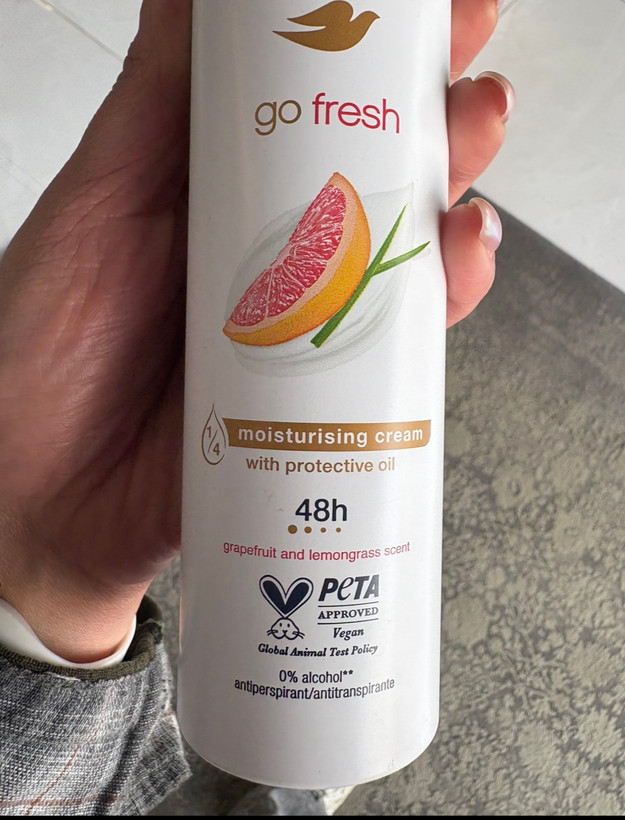 go fresh
1/4
moisturising cream
with protective oil
48h
grapefruit and lemongrass scent
PeTA
APPROVED
Vegan
Global Animal Test Policy
0% alcohol**
antiperspirant/antitranspirante